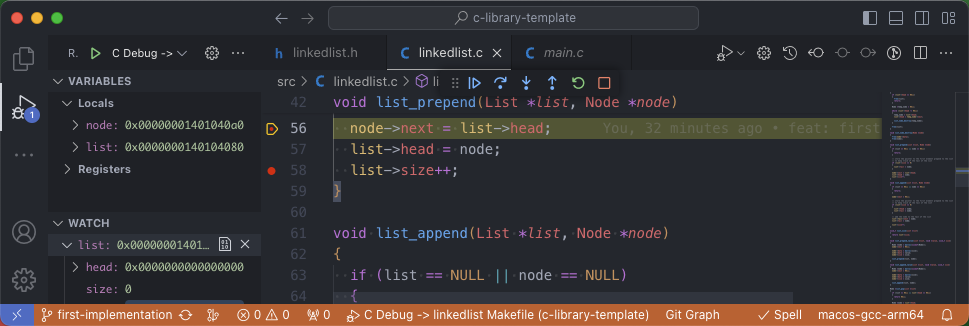 c-library-template
R. C Debug -> ···
linkedlist.h
linkedlist.c
main.c
VARIABLES
Locals
node: 0x00000001401040a0
list: 0x0000000140104080
Registers
WATCH
list: 0x00000001401...
head: 0x0000000000000000
size: 0
1
src > C linkedlist.c > li
42 void list_prepend(List *list, Node *node)
56 node->next = list->head; You, 32 minutes ago • feat: first
57 list->head = node;
58 list->size++;
59 }
60
61 void list_append(List *list, Node *node)
62 {
63 if (list == NULL || node == NULL)
64 {
first-implementation 0 0 0 C Debug -> linkedlist Makefile (c-library-template) Git Graph Spell macos-gcc-arm64